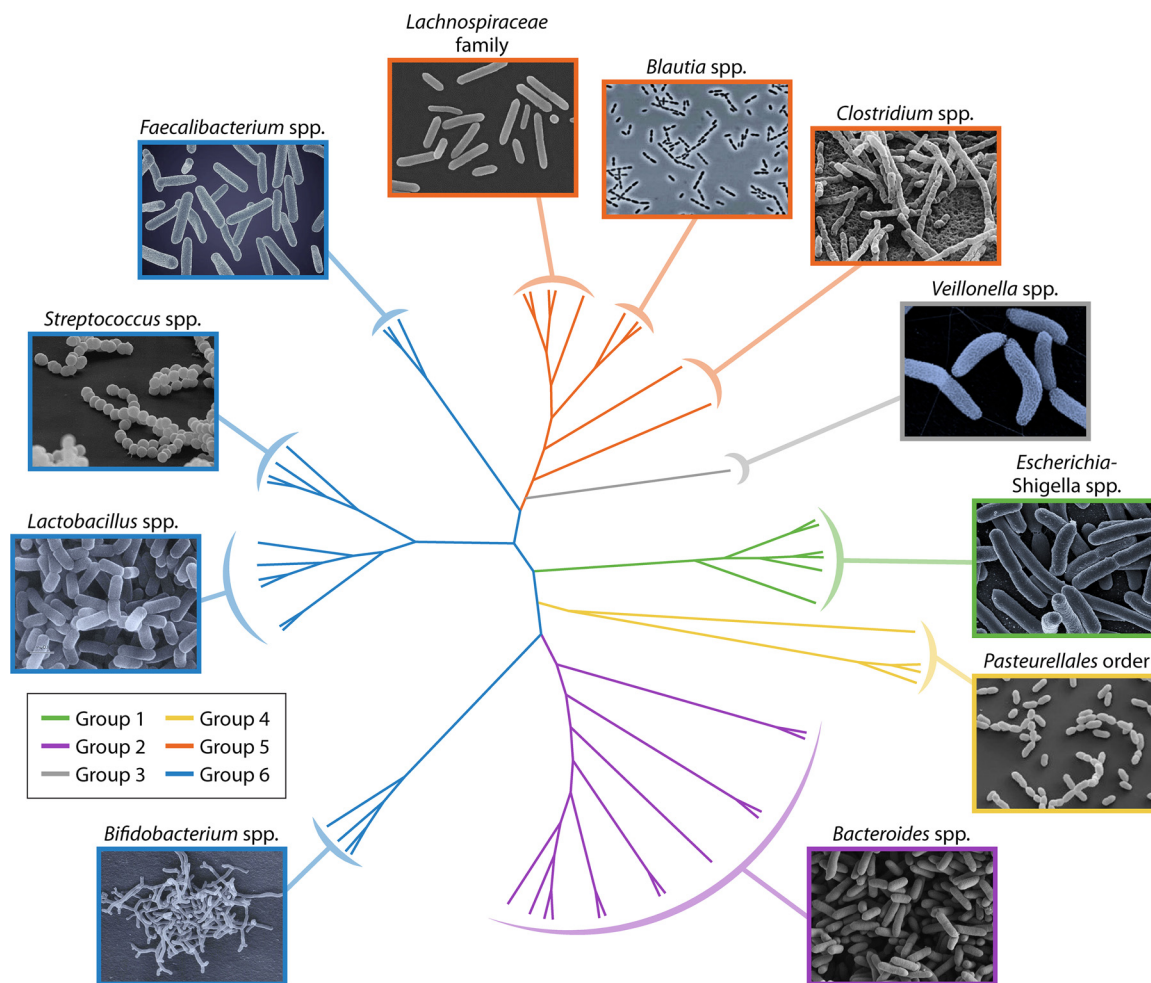 Lachnospiraceae
family
Blautia spp.
Clostridium spp.
Faecalibacterium spp.
Veillonella spp.
Streptococcus spp.
Escherichia-
Shigella spp.
Lactobacillus spp.
Pasteurellales order
Group 1
Group 2
Group 3
Group 4
Group 5
Group 6
Bifidobacterium spp.
Bacteroides spp.